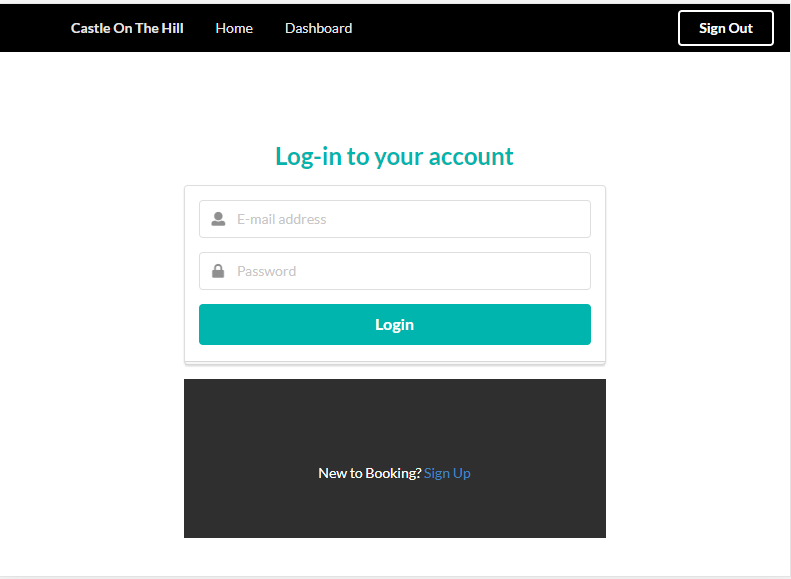 Castle On The Hill Home Dashboard Sign Out
Log-in to your account
E-mail address
Password
Login
New to Booking? Sign Up